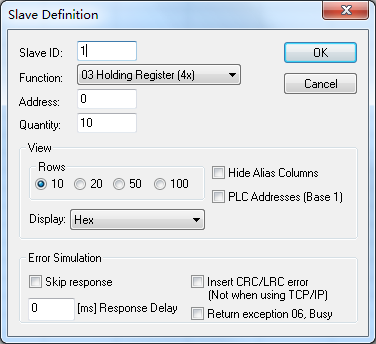 Slave Definition
Slave ID: 1
OK
Function: 03 Holding Register (4x)
Cancel
Address: 0
Quantity: 10
View
Rows
10 20 50 100
Hide Alias Columns
PLC Addresses (Base 1)
Display: Hex
Error Simulation
Skip response
Insert CRC/LRC error
(Not when using TCP/IP)
0 [ms] Response Delay
Return exception 06, Busy